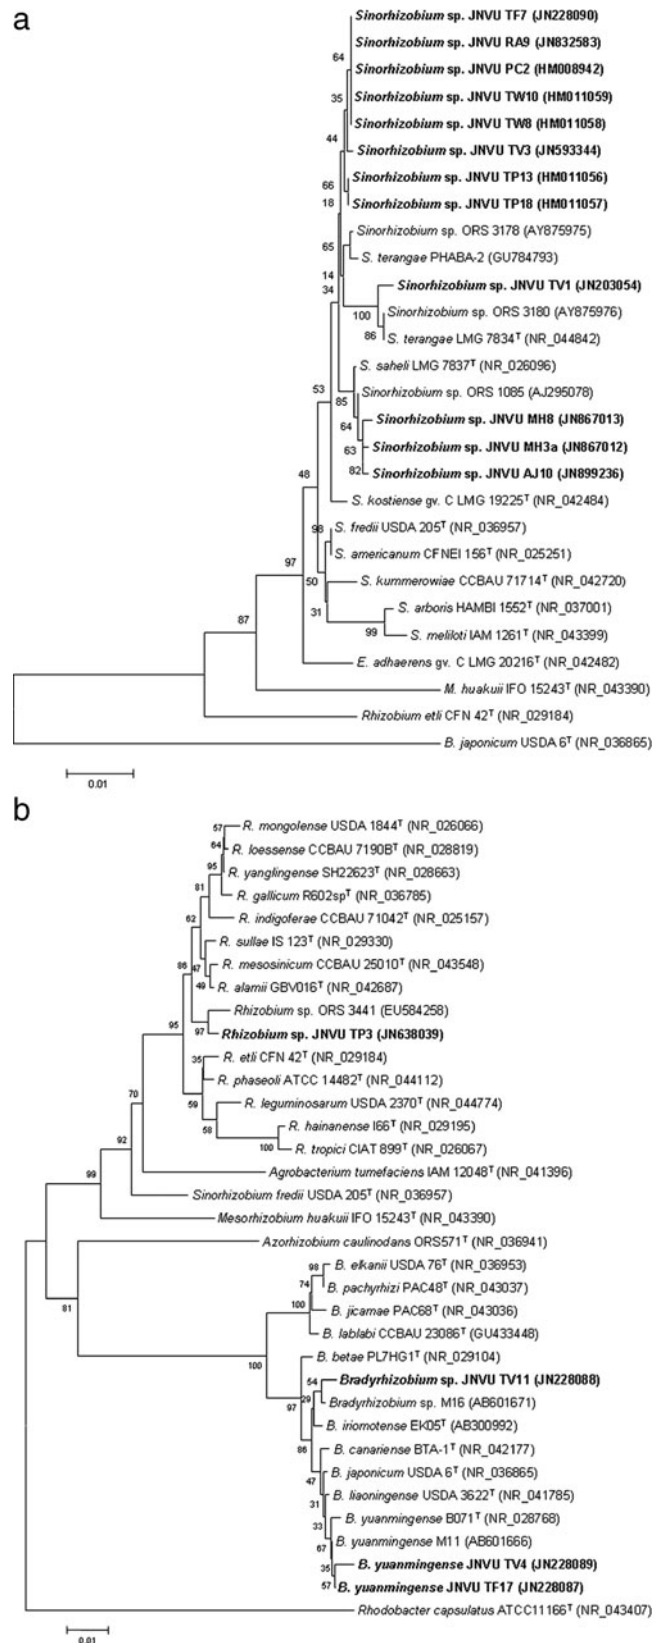 a
Sinorhizobium sp. JNVU TF7 (JN228090)
Sinorhizobium sp. JNVU RA9 (JN832583)
64
Sinorhizobium sp. JNVU PC2 (HM008942)
35
Sinorhizobium sp. JNVU TW10 (HM011059)
Sinorhizobium sp. JNVU TW8 (HM011058)
44
Sinorhizobium sp. JNVU TV3 (JN593344)
Sinorhizobium sp. JNVU TP13 (HM011056)
66
18
Sinorhizobium sp. JNVU TP18 (HM011057)
Sinorhizobium sp. ORS 3178 (AY875975)
65
S. terangae PHABA-2 (GU784793)
14
Sinorhizobium sp. JNVU TV1 (JN203054)
34
Sinorhizobium sp. ORS 3180 (AY875976)
100
86
S. terangae LMG 7834ᵀ (NR_044842)
S. saheli LMG 7837ᵀ (NR_026096)
53
Sinorhizobium sp. ORS 1085 (AJ295078)
85
Sinorhizobium sp. JNVU MH8 (JN867013)
64
Sinorhizobium sp. JNVU MH3a (JN867012)
63
82
Sinorhizobium sp. JNVU AJ10 (JN899236)
48
S. kostiense gv. C LMG 19225ᵀ (NR_042484)
98
S. fredii USDA 205ᵀ (NR_036957)
S. americanum CFNEI 156ᵀ (NR_025251)
97
50
S. kummerowiae CCBAU 71714ᵀ (NR_042720)
S. arboris HAMBI 1552ᵀ (NR_037001)
31
87
99
S. meliloti IAM 1261ᵀ (NR_043399)
E. adhaerens gv. C LMG 20216ᵀ (NR_042482)
M. huakuii IFO 15243ᵀ (NR_043390)
Rhizobium etli CFN 42ᵀ (NR_029184)
B. japonicum USDA 6ᵀ (NR_036865)
0.01
b
57
R. mongolense USDA 1844ᵀ (NR_026066)
64
R. loessense CCBAU 7190Bᵀ (NR_028819)
95
R. yanglingense SH22623ᵀ (NR_028663)
81
R. gallicum R602spᵀ (NR_036785)
62
R. indigoferae CCBAU 71042ᵀ (NR_025157)
R. sullae IS 123ᵀ (NR_029330)
86
47
R. mesosinicum CCBAU 25010ᵀ (NR_043548)
49
R. alamii GBV016ᵀ (NR_042687)
Rhizobium sp. ORS 3441 (EU584258)
95
97
Rhizobium sp. JNVU TP3 (JN638039)
35
R. etli CFN 42ᵀ (NR_029184)
R. phaseoli ATCC 14482ᵀ (NR_044112)
70
59
R. leguminosarum USDA 2370ᵀ (NR_044774)
58
R. hainanense I66ᵀ (NR_029195)
92
100
R. tropici CIAT 899ᵀ (NR_026067)
99
Agrobacterium tumefaciens IAM 12048ᵀ (NR_041396)
Sinorhizobium fredii USDA 205ᵀ (NR_036957)
Mesorhizobium huakuii IFO 15243ᵀ (NR_043390)
Azorhizobium caulinodans ORS571ᵀ (NR_036941)
98
B. elkanii USDA 76ᵀ (NR_036953)
74
B. pachyrhizi PAC48ᵀ (NR_043037)
81
100
B. jicamae PAC68ᵀ (NR_043036)
B. lablabi CCBAU 23086ᵀ (GU433448)
100
B. betae PL7HG1ᵀ (NR_029104)
54
Bradyrhizobium sp. JNVU TV11 (JN228088)
29
97
Bradyrhizobium sp. M16 (AB601671)
B. iriomotense EK05ᵀ (AB300992)
86
B. canariense BTA-1ᵀ (NR_042177)
47
B. japonicum USDA 6ᵀ (NR_036865)
31
B. liaoningense USDA 3622ᵀ (NR_041785)
33
B. yuanmingense B071ᵀ (NR_028768)
67
B. yuanmingense M11 (AB601666)
35
B. yuanmingense JNVU TV4 (JN228089)
57
B. yuanmingense JNVU TF17 (JN228087)
Rhodobacter capsulatus ATCC11166ᵀ (NR_043407)
0.01